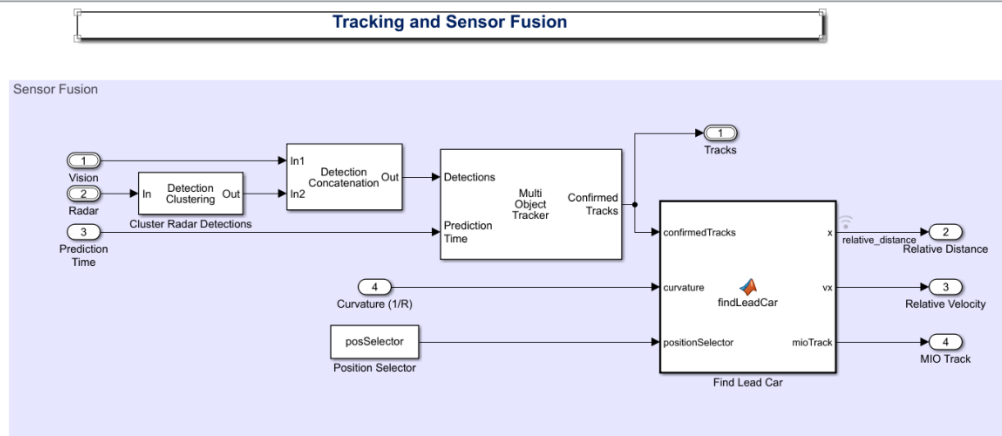 Tracking and Sensor Fusion
Sensor Fusion
1
Vision
2
Radar
3
Prediction
Time
In
Detection
Clustering
Out
Cluster Radar Detections
In1
In2
Detection
Concatenation
Out
Detections
Prediction
Time
Multi
Object
Tracker
Confirmed
Tracks
1
Tracks
4
Curvature (1/R)
posSelector
Position Selector
confirmedTracks
curvature
positionSelector
findLeadCar
x
vx
mioTrack
Find Lead Car
relative_distance
2
Relative Distance
3
Relative Velocity
4
MIO Track